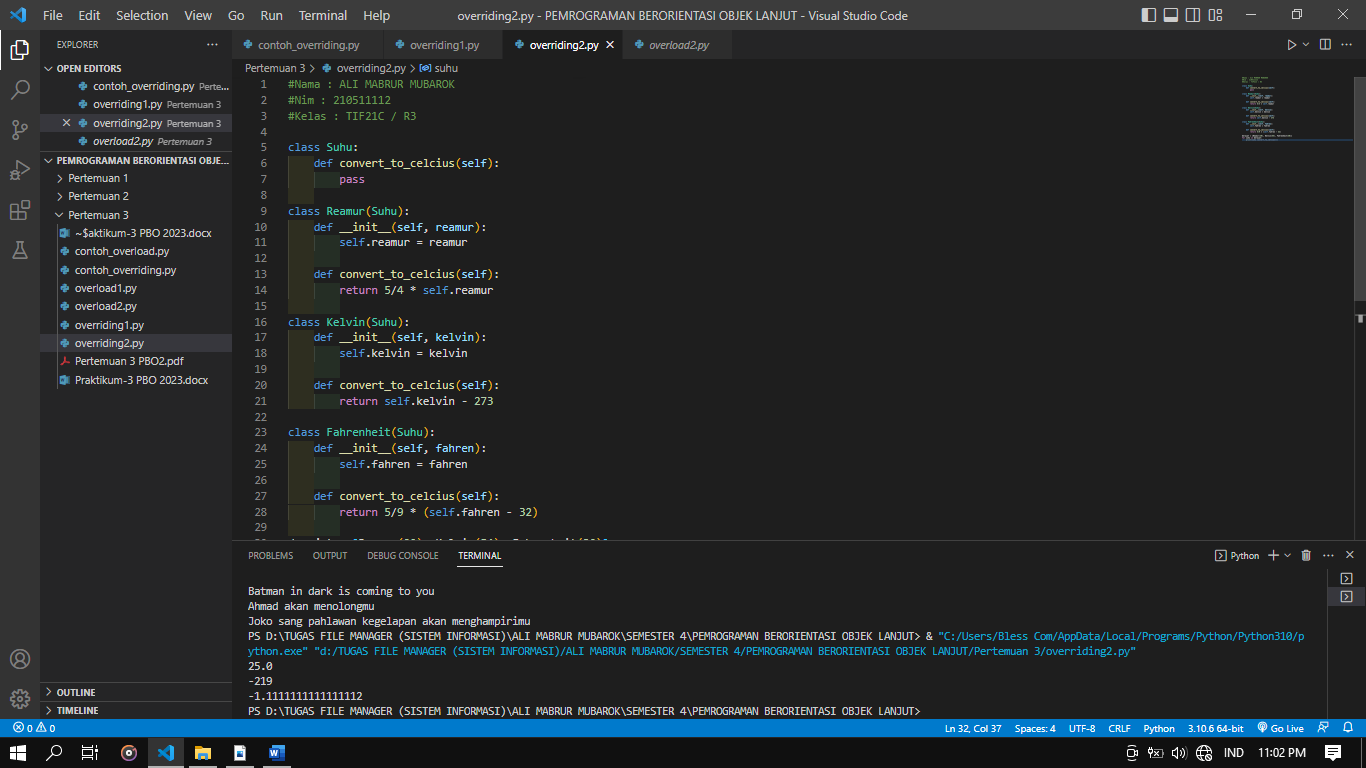 File Edit Selection View Go Run Terminal Help
overriding2.py - PEMROGRAMAN BERORIENTASI OBJEK LANJUT - Visual Studio Code
EXPLORER
OPEN EDITORS
contoh_overriding.py Perte...
overriding1.py Pertemuan 3
overriding2.py Pertemuan 3
overload2.py Pertemuan 3
PEMROGRAMAN BERORIENTASI OBJE...
Pertemuan 1
Pertemuan 2
Pertemuan 3
~$aktikum-3 PBO 2023.docx
contoh_overload.py
contoh_overriding.py
overload1.py
overload2.py
overriding1.py
overriding2.py
Pertemuan 3 PBO2.pdf
Praktikum-3 PBO 2023.docx
OUTLINE
TIMELINE
contoh_overriding.py overriding1.py overriding2.py overload2.py
Pertemuan 3 > overriding2.py > suhu
1 #Nama : ALI MABRUR MUBAROK
2 #Nim : 210511112
3 #Kelas : TIF21C / R3
4
5 class Suhu:
6 def convert_to_celcius(self):
7 pass
8
9 class Reamur(Suhu):
10 def __init__(self, reamur):
11 self.reamur = reamur
12
13 def convert_to_celcius(self):
14 return 5/4 * self.reamur
15
16 class Kelvin(Suhu):
17 def __init__(self, kelvin):
18 self.kelvin = kelvin
19
20 def convert_to_celcius(self):
21 return self.kelvin - 273
22
23 class Fahrenheit(Suhu):
24 def __init__(self, fahren):
25 self.fahren = fahren
26
27 def convert_to_celcius(self):
28 return 5/9 * (self.fahren - 32)
29
PROBLEMS OUTPUT DEBUG CONSOLE TERMINAL
Python
Batman in dark is coming to you
Ahmad akan menolongmu
Joko sang pahlawan kegelapan akan menghampirimu
PS D:\TUGAS FILE MANAGER (SISTEM INFORMASI)\ALI MABRUR MUBAROK\SEMESTER 4\PEMROGRAMAN BERORIENTASI OBJEK LANJUT> & "C:/Users/Bless Com/AppData/Local/Programs/Python/Python310/p
ython.exe" "d:/TUGAS FILE MANAGER (SISTEM INFORMASI)/ALI MABRUR MUBAROK/SEMESTER 4/PEMROGRAMAN BERORIENTASI OBJEK LANJUT/Pertemuan 3/overriding2.py"
25.0
-219
-1.1111111111111112
PS D:\TUGAS FILE MANAGER (SISTEM INFORMASI)\ALI MABRUR MUBAROK\SEMESTER 4\PEMROGRAMAN BERORIENTASI OBJEK LANJUT>
0 0
Ln 32, Col 37 Spaces: 4 UTF-8 CRLF Python 3.10.6 64-bit Go Live
IND 11:02 PM